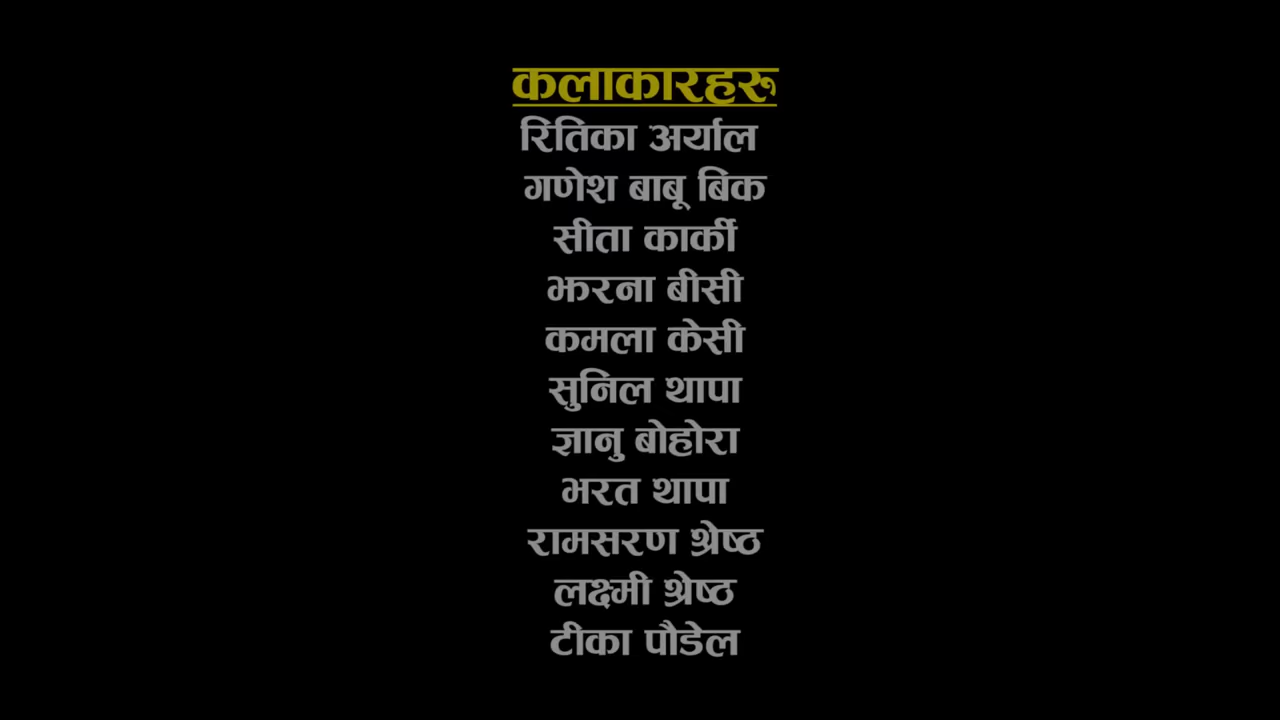 कलाकारहरु
रितिका अर्याल
गणेश बाबू बिक
सीता कार्की
झरना बीसी
कमला केसी
सुनिल थापा
ज्ञानु बोहोरा
भरत थापा
रामसरण श्रेष्ठ
लक्ष्मी श्रेष्ठ
टीका पौडेल